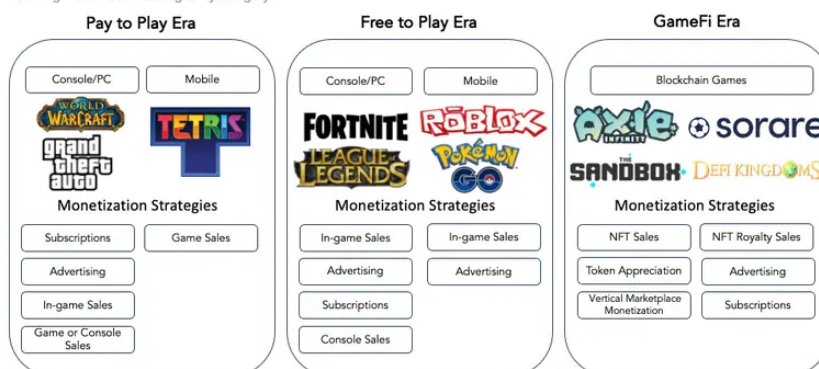 Pay to Play Era
Free to Play Era
GameFi Era
Console/PC
Mobile
Console/PC
Mobile
Blockchain Games
WORLD
WARCRAFT
TETRIS
grand
theft
auto
FORTNITE
ROBLOX
LEAGUE OF
LEGENDS
POKÉMON
GO
AXIE
INFINITY
sorare
THE
SANDBOX
DEFI KINGDOMS
Monetization Strategies
Monetization Strategies
Monetization Strategies
Subscriptions
Game Sales
Advertising
In-game Sales
Game or Console
Sales
In-game Sales
In-game Sales
Advertising
Advertising
Subscriptions
Console Sales
NFT Sales
NFT Royalty Sales
Token Appreciation
Advertising
Vertical Marketplace
Monetization
Subscriptions